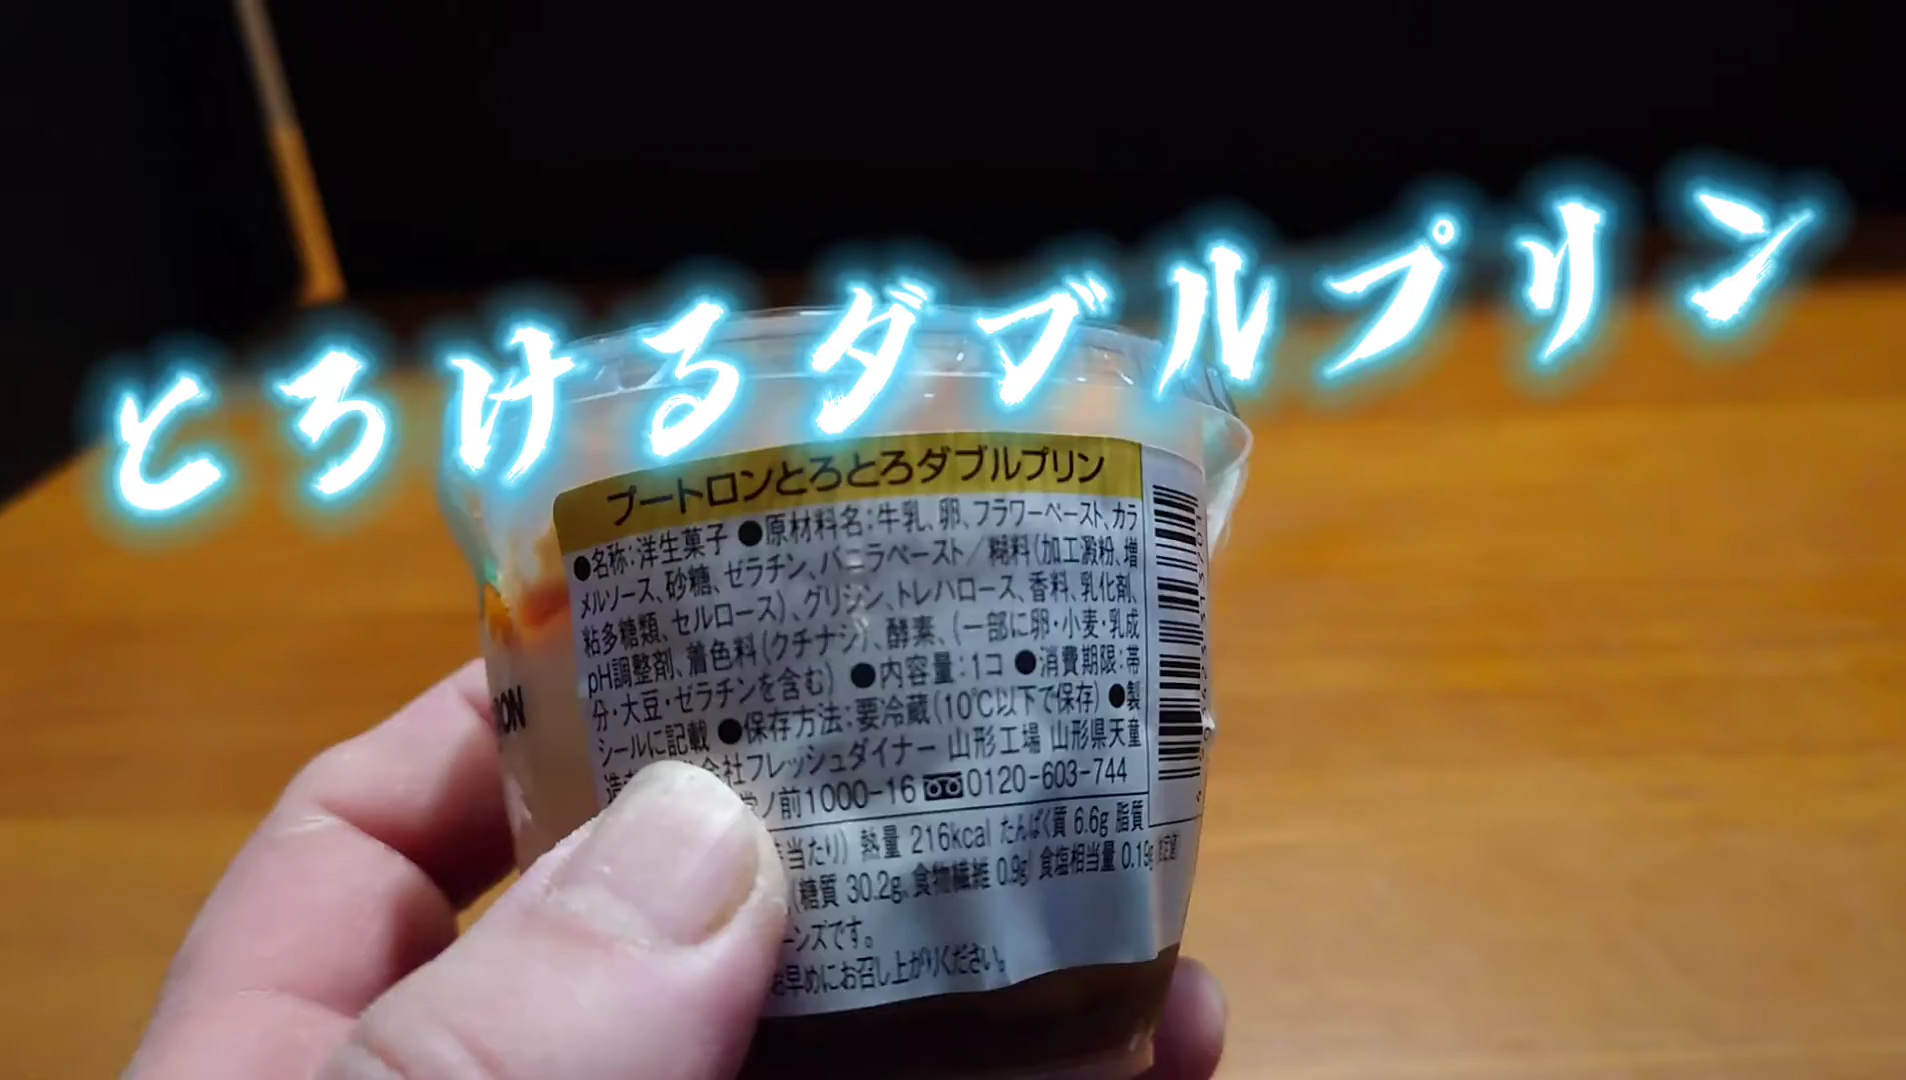 とろけるダブルプリン
プートロンとろとろダブルプリン
●名称:洋生菓子 ●原材料名:牛乳、卵、フラワーペースト、カラ
メルソース、砂糖、ゼラチン、バニラペースト/糊料(加工澱粉、増
粘多糖類、セルロース)、グリシン、トレハロース、香料、乳化剤、
pH調整剤、着色料(クチナシ)、酵素、(一部に卵・小麦・乳成
分・大豆・ゼラチンを含む) ●内容量:1コ ●消費期限:帯
シールに記載 ●保存方法:要冷蔵(10℃以下で保存) ●製
造 会社フレッシュダイナー 山形工場 山形県天童
ノ前1000-16 0120-603-744
当たり) 熱量 216kcal たんぱく質 6.6g 脂質
(糖質 30.2g、食物繊維 0.9g) 食塩相当量 0.19g
ーンズです。
お早めにお召し上がりください。
ON